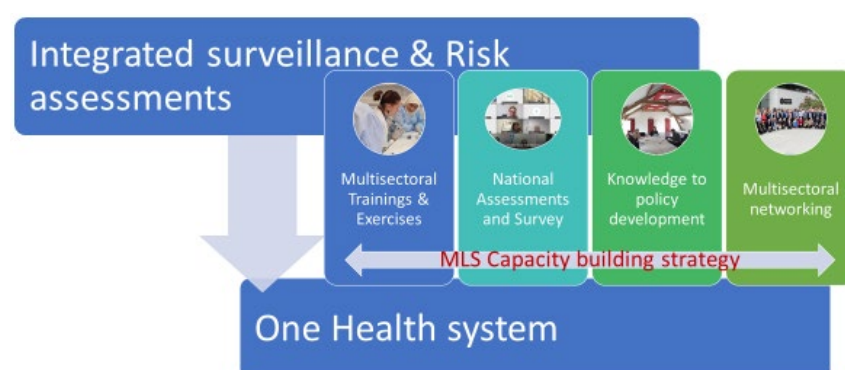 Integrated surveillance & Risk
assessments
Multisectoral
Trainings &
Exercises
National
Assessments
and Survey
Knowledge to
policy
development
Multisectoral
networking
MLS Capacity building strategy
One Health system